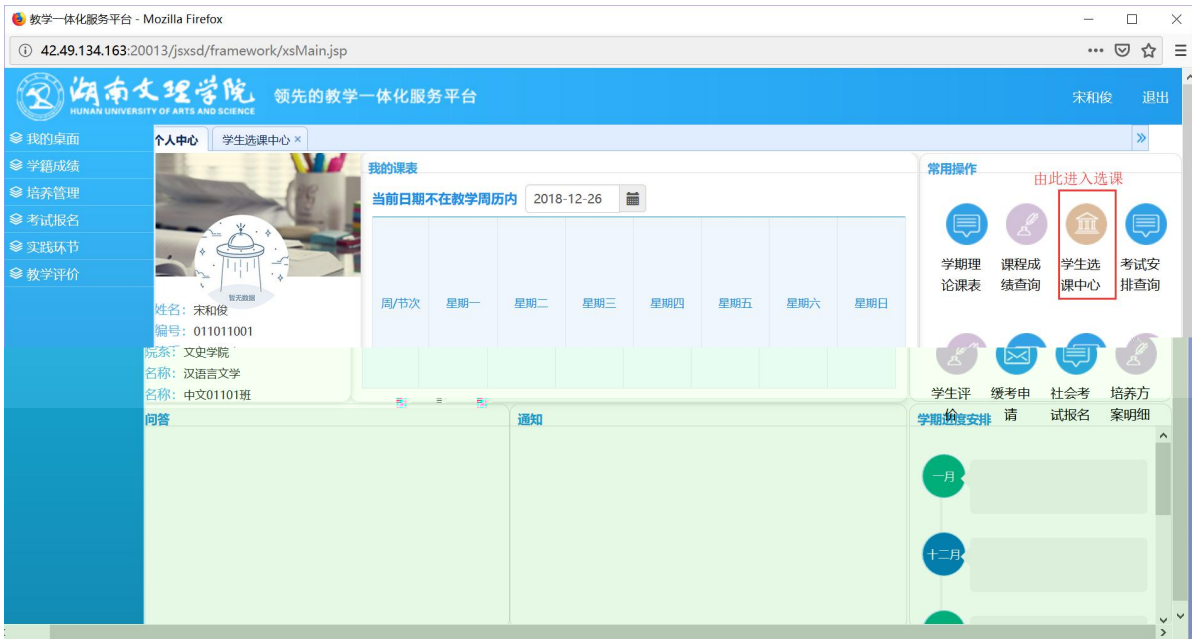 教学一体化服务平台 - Mozilla Firefox
42.49.134.163:20013/jsxsd/framework/xsMain.jsp
湖南文理学院
HUNAN UNIVERSITY OF ARTS AND SCIENCE
领先的教学一体化服务平台
宋和俊 退出
我的桌面
学籍成绩
培养管理
考试报名
实践环节
教学评价
个人中心 学生选课中心 ×
暂无数据
姓名：宋和俊
编号：011011001
院系：文史学院
名称：汉语言文学
名称：中文01101班
我的课表
当前日期不在教学周历内 2018-12-26
周/节次 星期一 星期二 星期三 星期四 星期五 星期六 星期日
常用操作
由此进入选课
学期理论课表
课程成绩查询
学生选课中心
考试安排查询
学生评价
缓考申请
社会考试报名
培养方案明细
问答
通知
学期进度安排
一月
十二月